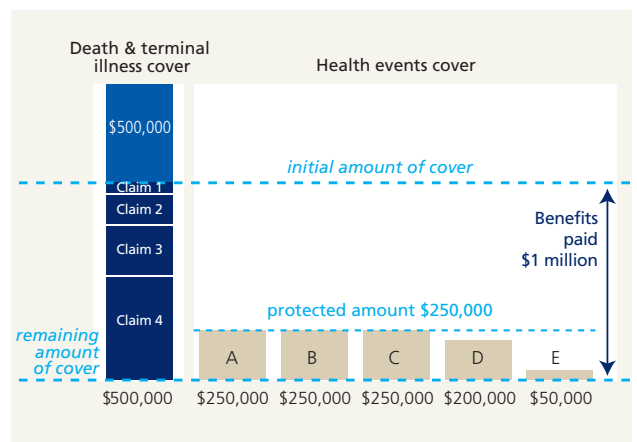 Death & terminal
illness cover
Health events cover
$500,000
initial amount of cover
Claim 1
Claim 2
Claim 3
Claim 4
Benefits
paid
$1 million
protected amount $250,000
remaining
amount
of cover
A B C D E
$500,000 $250,000 $250,000 $250,000 $200,000 $50,000